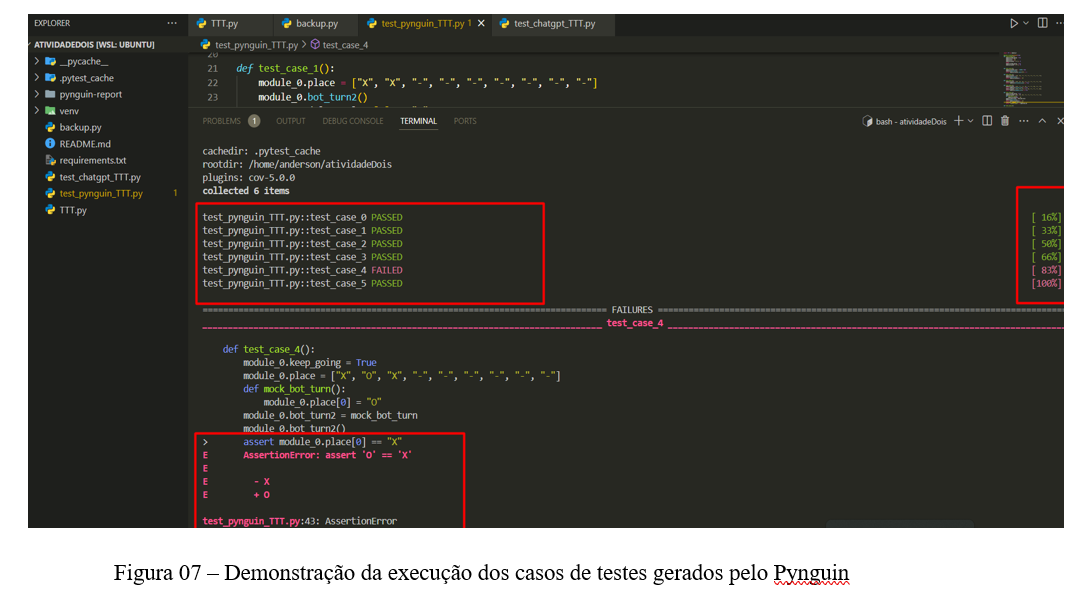 EXPLORER ...
TTT.py backup.py test_pynguin_TTT.py 1 test_chatgpt_TTT.py
ATIVIDADEDOIS [WSL: UBUNTU]
test_pynguin_TTT.py > test_case_4
__pycache__
.pytest_cache
pynguin-report
venv
backup.py
README.md
requirements.txt
test_chatgpt_TTT.py
test_pynguin_TTT.py 1
TTT.py
20
21 def test_case_1():
22 module_0.place = ["X", "X", "-", "-", "-", "-", "-", "-", "-"]
23 module_0.bot_turn2()
PROBLEMS 1 OUTPUT DEBUG CONSOLE TERMINAL PORTS bash - atividadeDois
cachedir: .pytest_cache
rootdir: /home/anderson/atividadeDois
plugins: cov-5.0.0
collected 6 items
test_pynguin_TTT.py::test_case_0 PASSED [ 16%]
test_pynguin_TTT.py::test_case_1 PASSED [ 33%]
test_pynguin_TTT.py::test_case_2 PASSED [ 50%]
test_pynguin_TTT.py::test_case_3 PASSED [ 66%]
test_pynguin_TTT.py::test_case_4 FAILED [ 83%]
test_pynguin_TTT.py::test_case_5 PASSED [100%]
FAILURES
test_case_4
def test_case_4():
module_0.keep_going = True
module_0.place = ["X", "O", "X", "-", "-", "-", "-", "-", "-"]
def mock_bot_turn():
module_0.place[0] = "O"
module_0.bot_turn2 = mock_bot_turn
module_0.bot_turn2()
> assert module_0.place[0] == "X"
E AssertionError: assert 'O' == 'X'
E
E - X
E + O
test_pynguin_TTT.py:43: AssertionError
Figura 07 – Demonstração da execução dos casos de testes gerados pelo Pynguin